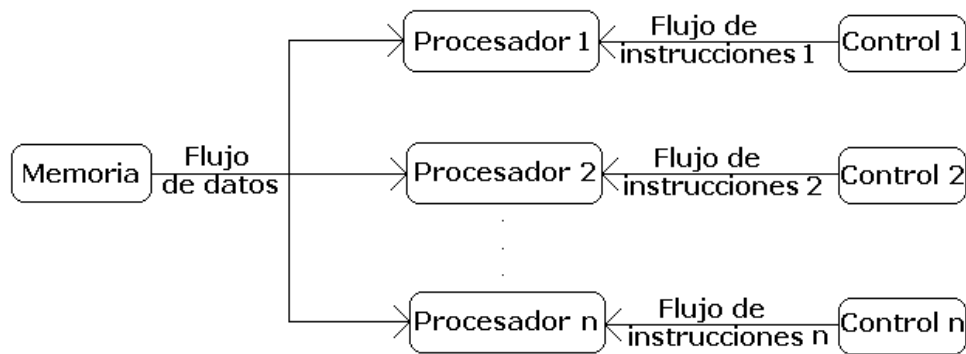 Procesador 1
Flujo de
instrucciones 1
Control 1
Memoria
Flujo
de datos
Procesador 2
Flujo de
instrucciones 2
Control 2
Procesador n
Flujo de
instrucciones n
Control n